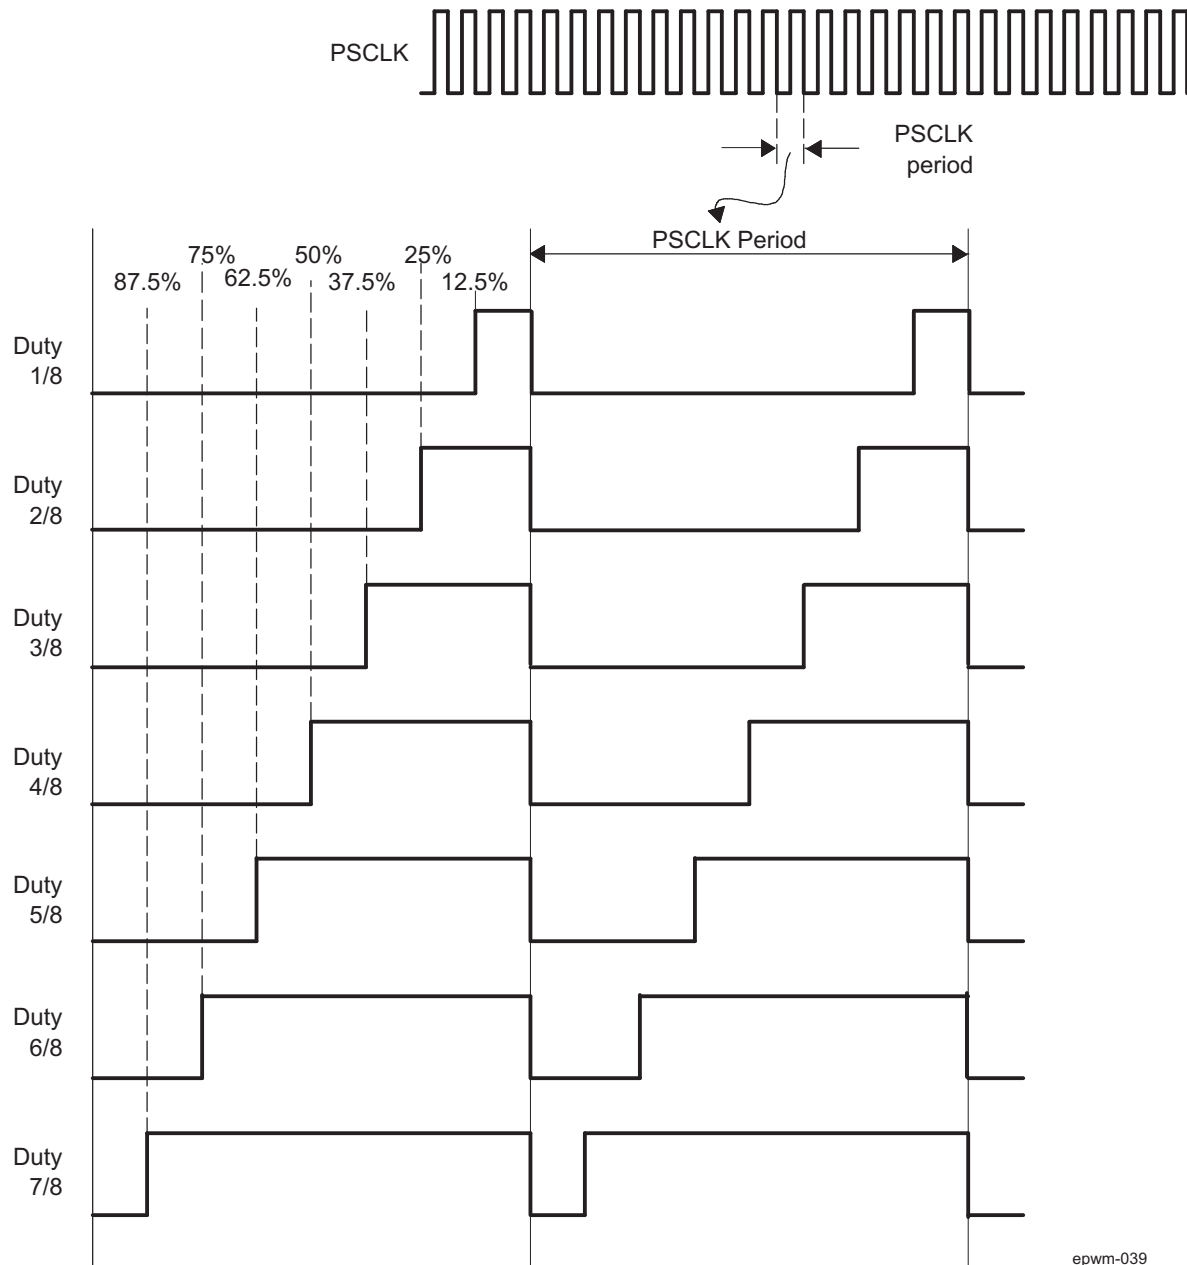 PSCLK
PSCLK
period
PSCLK Period
75%
50%
25%
87.5%
62.5%
37.5%
12.5%
Duty
1/8
Duty
2/8
Duty
3/8
Duty
4/8
Duty
5/8
Duty
6/8
Duty
7/8
epwm-039